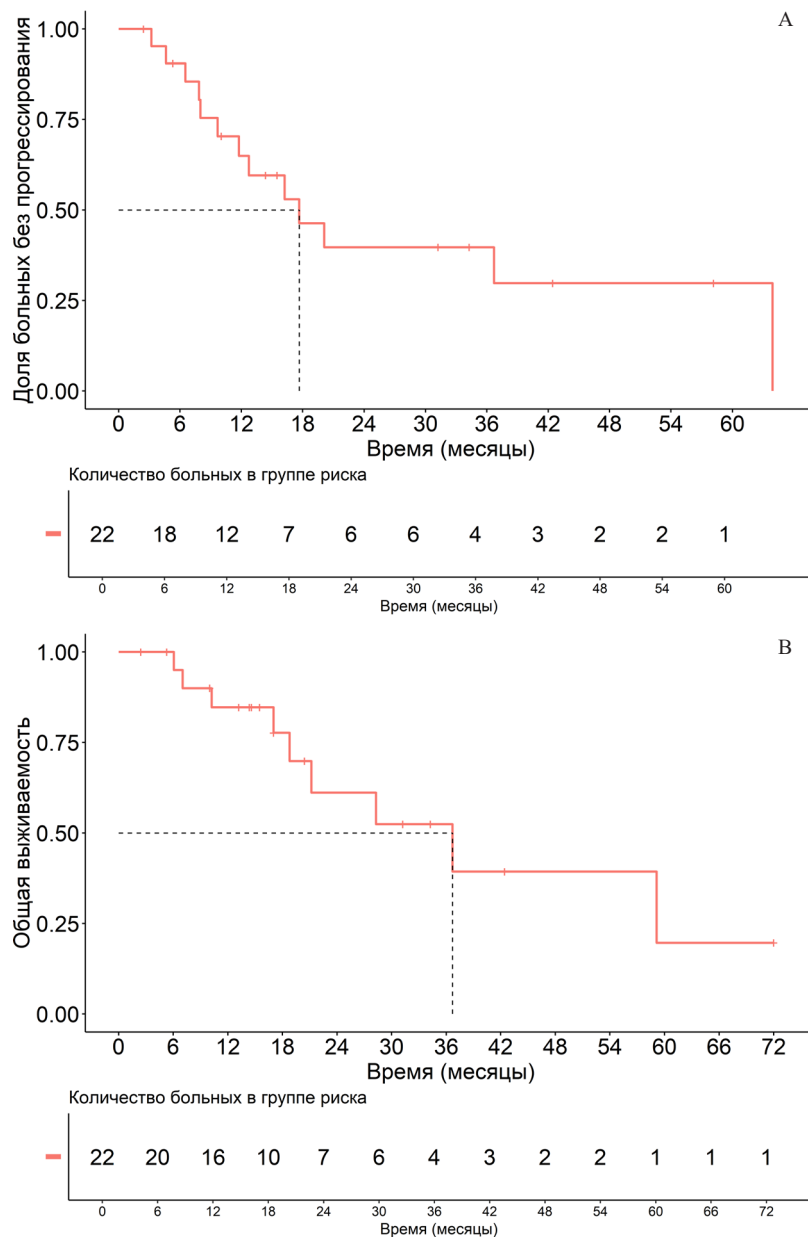 A
Доля больных без прогрессирования
1.00
0.75
0.50
0.25
0.00
0 6 12 18 24 30 36 42 48 54 60
Время (месяцы)
Количество больных в группе риска
22 18 12 7 6 6 4 3 2 2 1
0 6 12 18 24 30 36 42 48 54 60
Время (месяцы)
B
Общая выживаемость
1.00
0.75
0.50
0.25
0.00
0 6 12 18 24 30 36 42 48 54 60 66 72
Время (месяцы)
Количество больных в группе риска
22 20 16 10 7 6 4 3 2 2 1 1 1
0 6 12 18 24 30 36 42 48 54 60 66 72
Время (месяцы)